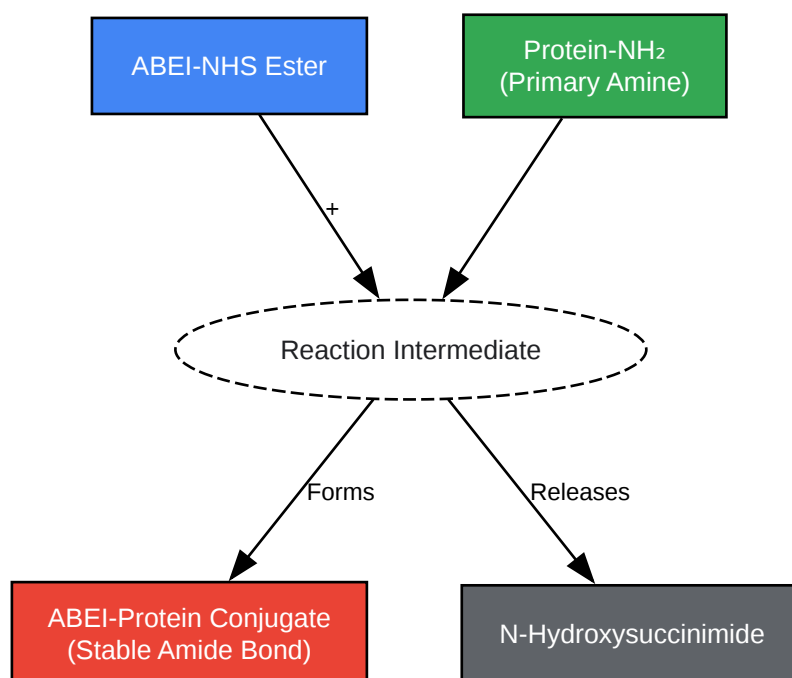 ABEI-NHS Ester
Protein-NH₂
(Primary Amine)
+
Reaction Intermediate
Forms
Releases
ABEI-Protein Conjugate
(Stable Amide Bond)
N-Hydroxysuccinimide